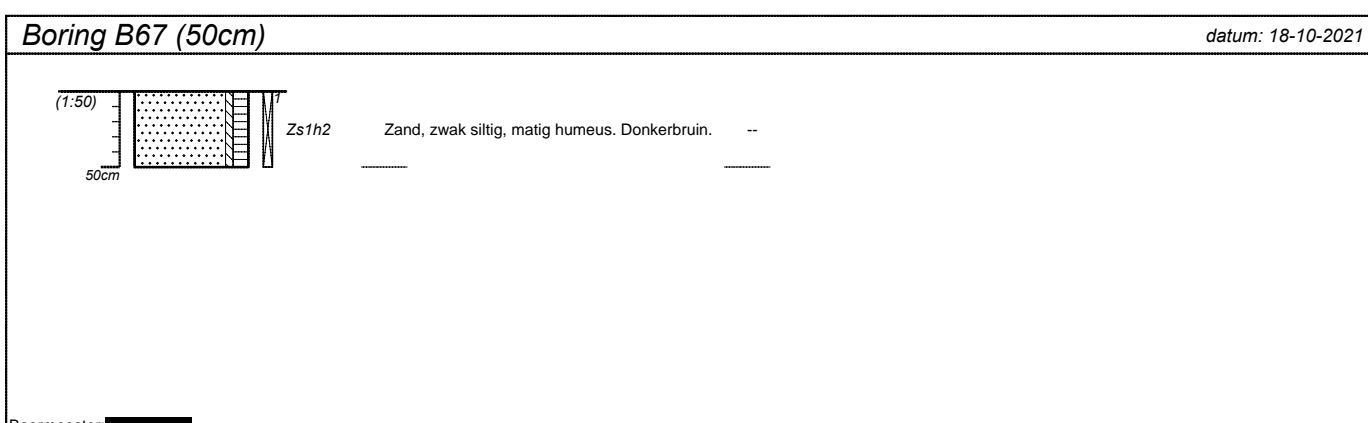 Boring B67 (50cm) datum: 18-10-2021
(1:50) 1
Zs1h2 Zand, zwak siltig, matig humeus. Donkerbruin. --
50cm